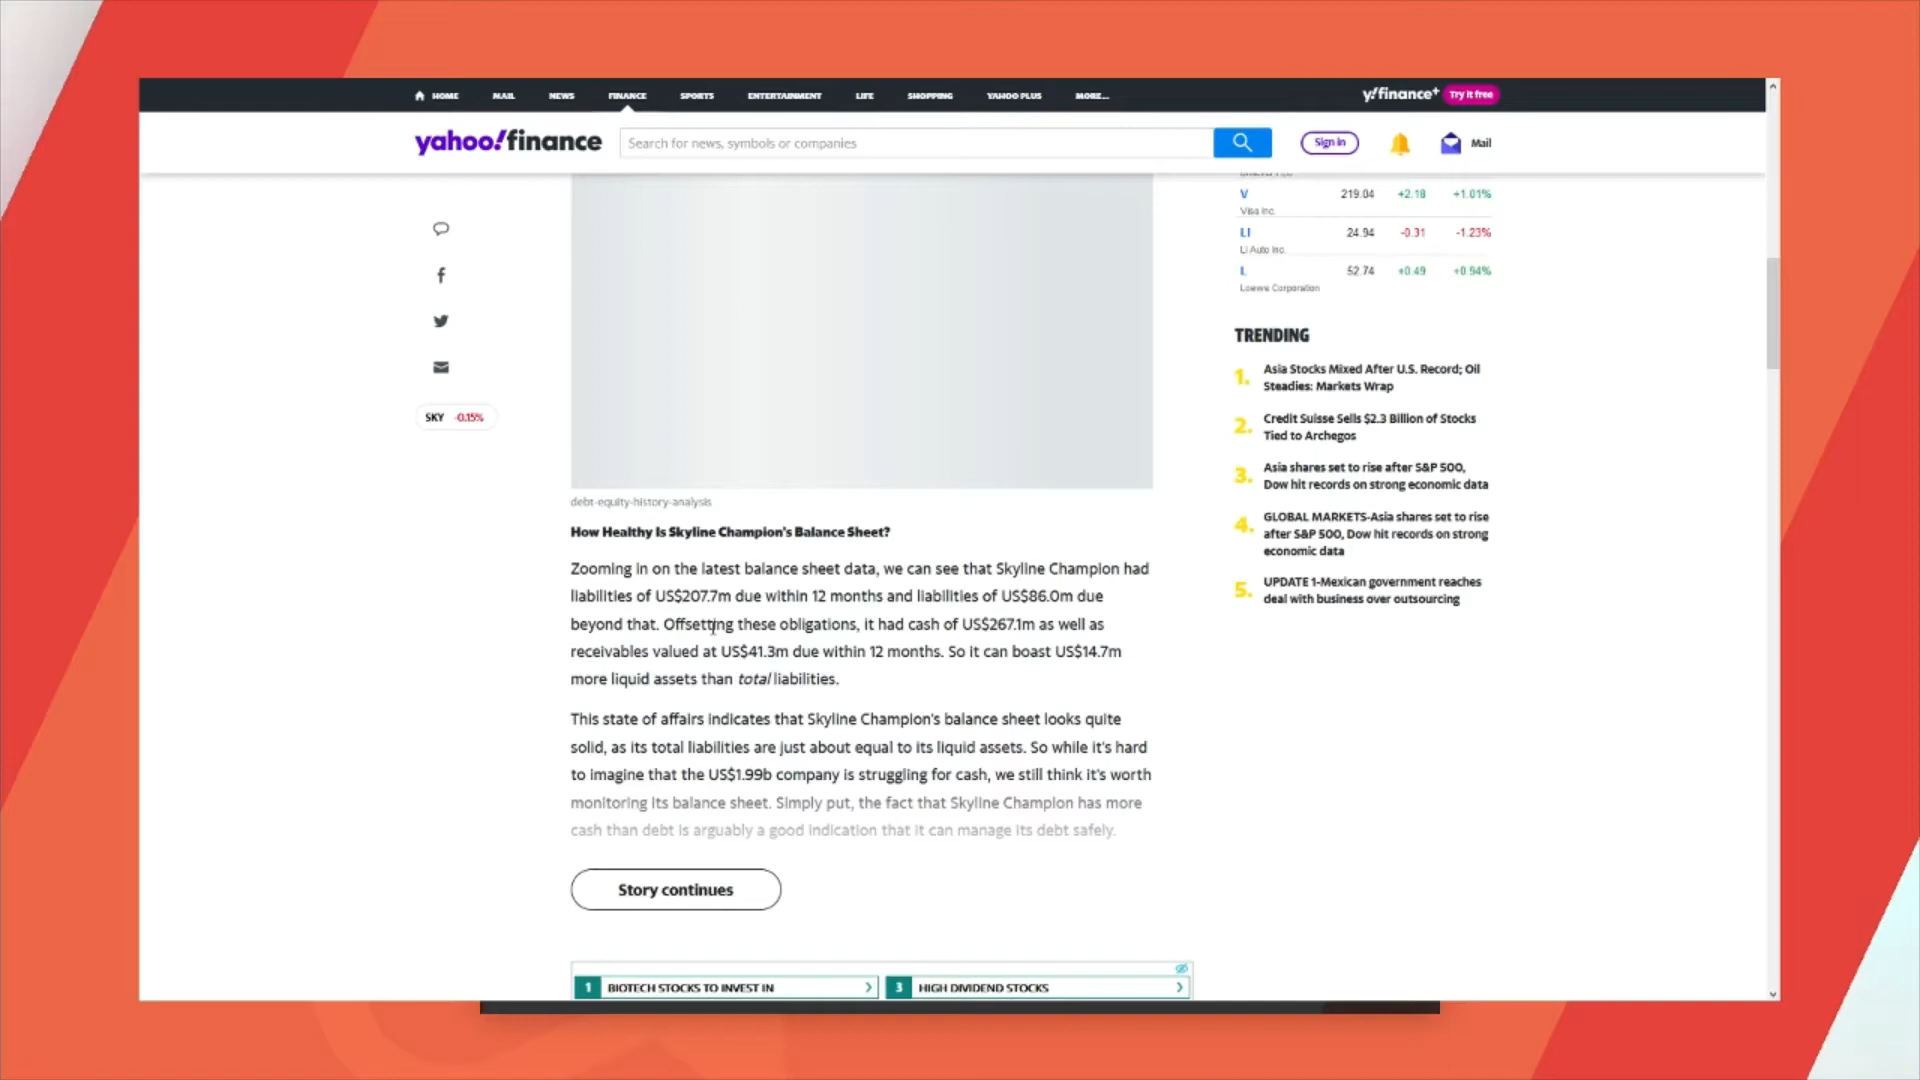 HOME MAIL NEWS FINANCE SPORTS ENTERTAINMENT LIFE SHOPPING YAHOO PLUS MORE...
y!finance+ Try it free
yahoo!finance
Search for news, symbols or companies
Sign in
Mail
V 219.04 +2.18 +1.01%
Visa Inc.
LI 24.94 -0.31 -1.23%
Li Auto Inc.
L 52.74 +0.49 +0.94%
Loews Corporation
SKY -0.15%
TRENDING
1. Asia Stocks Mixed After U.S. Record; Oil
Steadies: Markets Wrap
2. Credit Suisse Sells $2.3 Billion of Stocks
Tied to Archegos
3. Asia shares set to rise after S&P 500,
Dow hit records on strong economic data
4. GLOBAL MARKETS-Asia shares set to rise
after S&P 500, Dow hit records on strong
economic data
5. UPDATE 1-Mexican government reaches
deal with business over outsourcing
debt-equity-history-analysis
How Healthy Is Skyline Champion's Balance Sheet?
Zooming in on the latest balance sheet data, we can see that Skyline Champion had
liabilities of US$207.7m due within 12 months and liabilities of US$86.0m due
beyond that. Offsetting these obligations, it had cash of US$267.1m as well as
receivables valued at US$41.3m due within 12 months. So it can boast US$14.7m
more liquid assets than total liabilities.
This state of affairs indicates that Skyline Champion's balance sheet looks quite
solid, as its total liabilities are just about equal to its liquid assets. So while it's hard
to imagine that the US$1.99b company is struggling for cash, we still think it's worth
monitoring its balance sheet. Simply put, the fact that Skyline Champion has more
cash than debt is arguably a good indication that it can manage its debt safely.
Story continues
1 BIOTECH STOCKS TO INVEST IN
3 HIGH DIVIDEND STOCKS